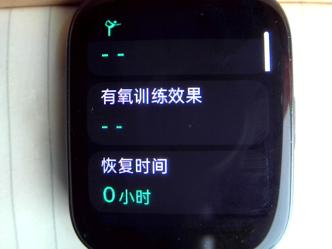 --
有氧训练效果
--
恢复时间
0小时